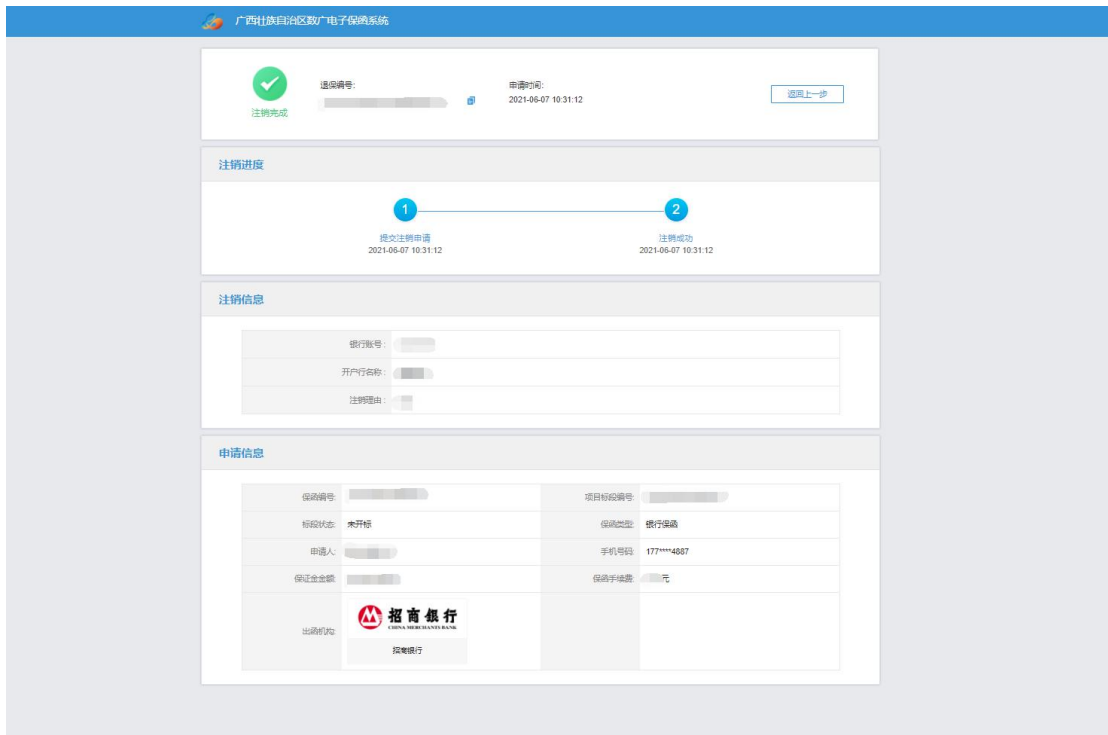 广西壮族自治区数广电子保函系统
退保编号:
申请时间:
2021-06-07 10:31:12
返回上一步
注销完成
注销进度
1
2
提交注销申请
注销成功
2021-06-07 10:31:12
2021-06-07 10:31:12
注销信息
银行账号:
开户行名称:
注销理由:
申请信息
保函编号:
项目标段编号:
标段状态: 未开标
保函类型: 银行保函
申请人:
手机号码: 177****4887
保证金金额:
保函手续费: 元
出函机构:
招商银行
CHINA MERCHANTS BANK
招商银行